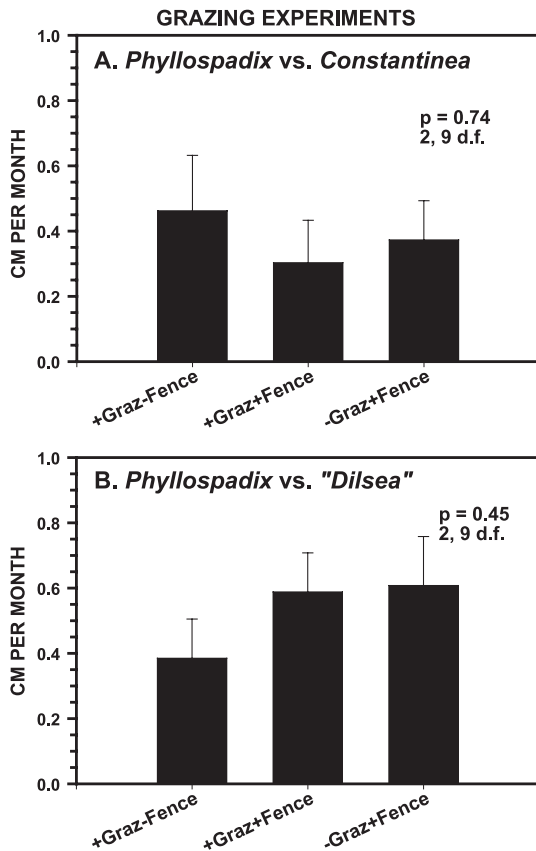 GRAZING EXPERIMENTS
A. Phyllospadix vs. Constantinea
p = 0.74
2, 9 d.f.
CM PER MONTH
1.0
0.8
0.6
0.4
0.2
0.0
+Graz-Fence
+Graz+Fence
-Graz+Fence
B. Phyllospadix vs. "Dilsea"
p = 0.45
2, 9 d.f.
CM PER MONTH
1.0
0.8
0.6
0.4
0.2
0.0
+Graz-Fence
+Graz+Fence
-Graz+Fence